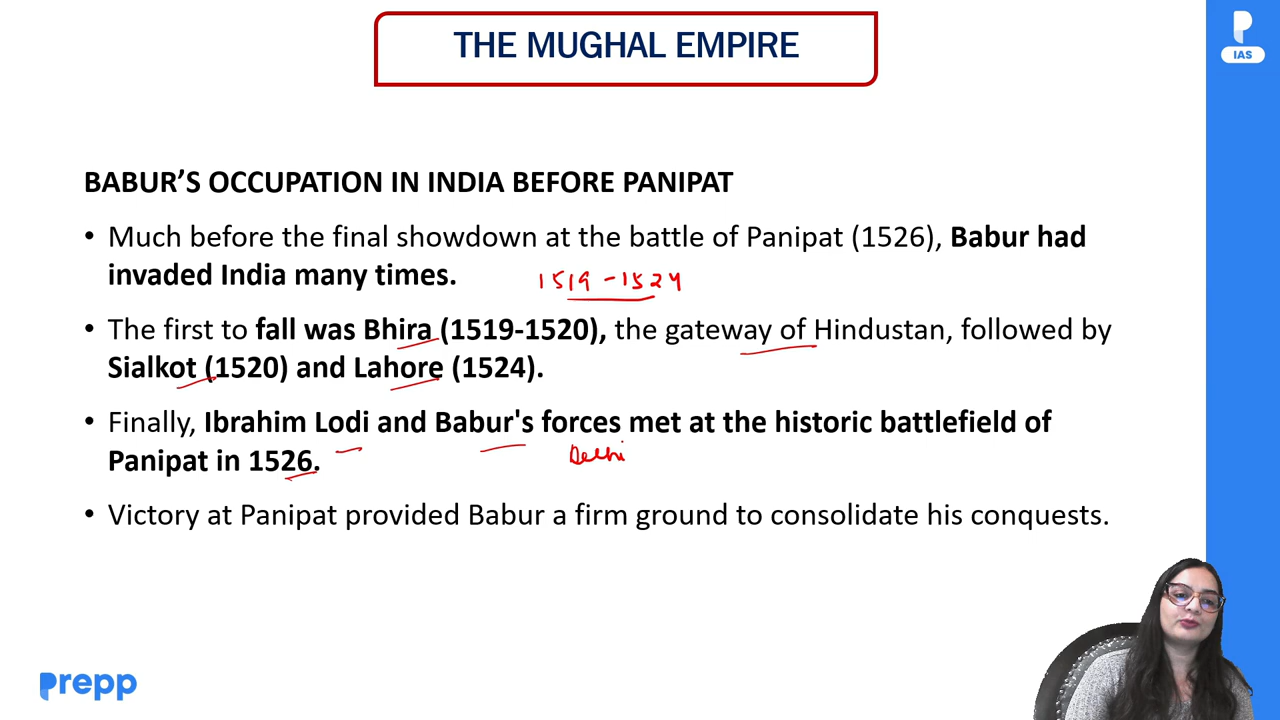 THE MUGHAL EMPIRE
IAS
BABUR'S OCCUPATION IN INDIA BEFORE PANIPAT
• Much before the final showdown at the battle of Panipat (1526), Babur had
invaded India many times.
1519 - 1524
• The first to fall was Bhira (1519-1520), the gateway of Hindustan, followed by
Sialkot (1520) and Lahore (1524).
• Finally, Ibrahim Lodi and Babur's forces met at the historic battlefield of
Panipat in 1526.
Delhi
• Victory at Panipat provided Babur a firm ground to consolidate his conquests.
prepp